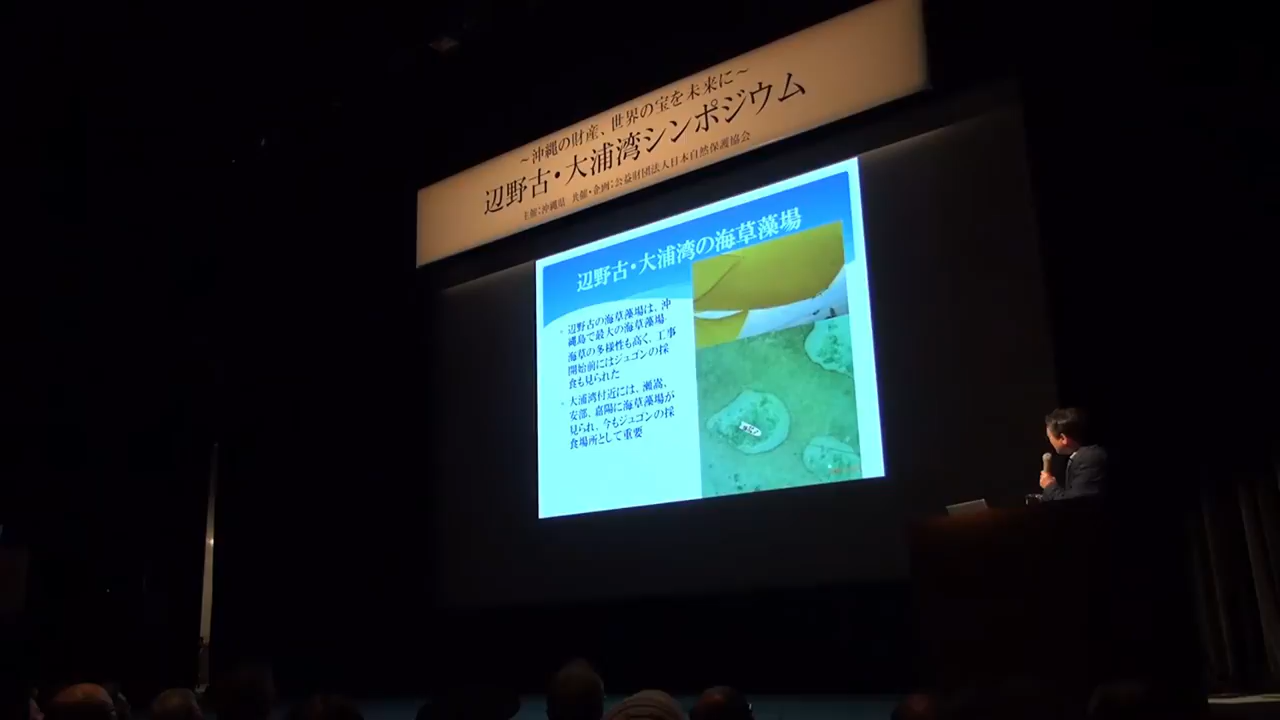 ～沖縄の財産、世界の宝を未来に～
辺野古・大浦湾シンポジウム
主催：沖縄県 共催・企画：公益財団法人日本自然保護協会
辺野古・大浦湾の海草藻場
辺野古の海草藻場は、沖
縄島で最大の海草藻場。
海草の多様性も高く、工事
開始前にはジュゴンの採
食も見られた
大浦湾付近には、瀬嵩、
安部、嘉陽に海草藻場が
見られ、今もジュゴンの採
食場所として重要